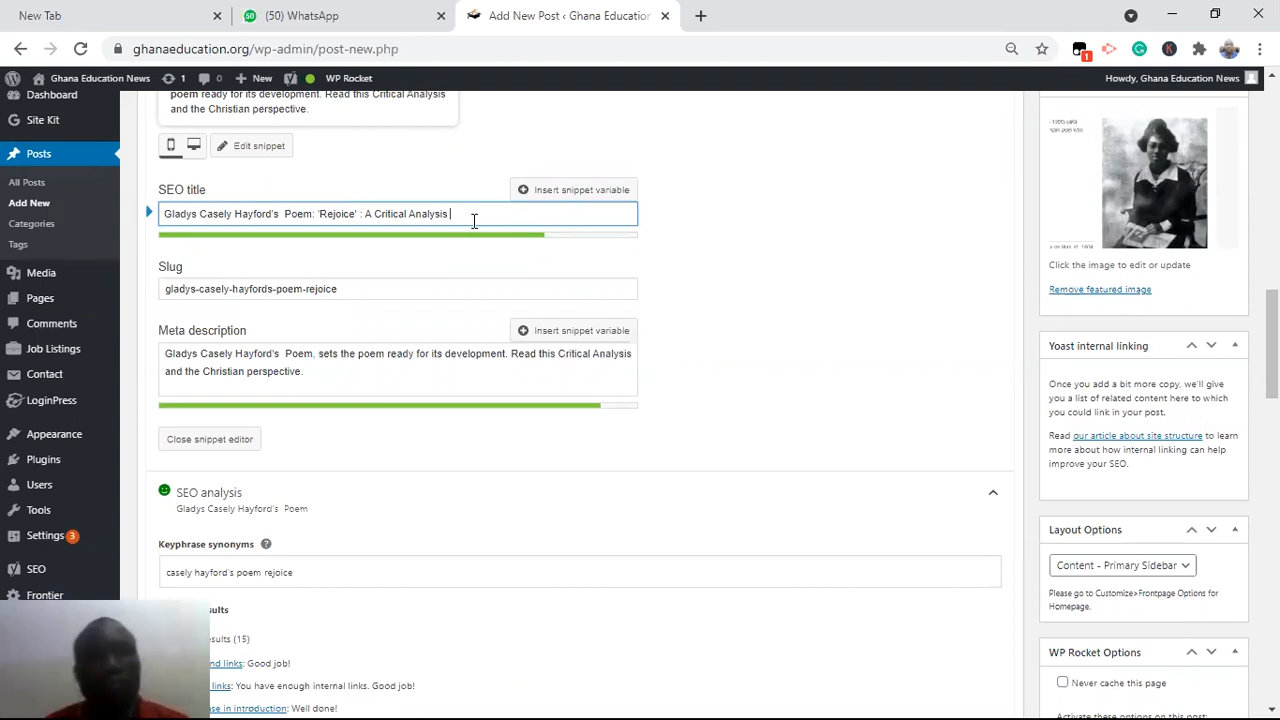 New Tab
(50) WhatsApp
Add New Post ‹ Ghana Education
ghanaeducation.org/wp-admin/post-new.php
1
Ghana Education News
1
0
New
WP Rocket
Howdy, Ghana Education News
Dashboard
Site Kit
Posts
All Posts
Add New
Categories
Tags
Media
Pages
Comments
Job Listings
Contact
LoginPress
Appearance
Plugins
Users
Tools
Settings 3
SEO
Frontier
poem ready for its development. Read this Critical Analysis
and the Christian perspective.
Edit snippet
SEO title
Insert snippet variable
Gladys Casely Hayford's Poem: 'Rejoice' : A Critical Analysis
Slug
gladys-casely-hayfords-poem-rejoice
Meta description
Insert snippet variable
Gladys Casely Hayford's Poem, sets the poem ready for its development. Read this Critical Analysis
and the Christian perspective.
Close snippet editor
SEO analysis
Gladys Casely Hayford's Poem
Keyphrase synonyms
casely hayford's poem rejoice
sults
sults (15)
nd links: Good job!
links: You have enough internal links. Good job!
se in introduction: Well done!
Click the image to edit or update
Remove featured image
Yoast internal linking
Once you add a bit more copy, we'll give
you a list of related content here to which
you could link in your post.
Read our article about site structure to learn
more about how internal linking can help
improve your SEO.
Layout Options
Content - Primary Sidebar
Please go to Customize>Frontpage Options for
Homepage.
WP Rocket Options
Never cache this page
Activate these options on this post: